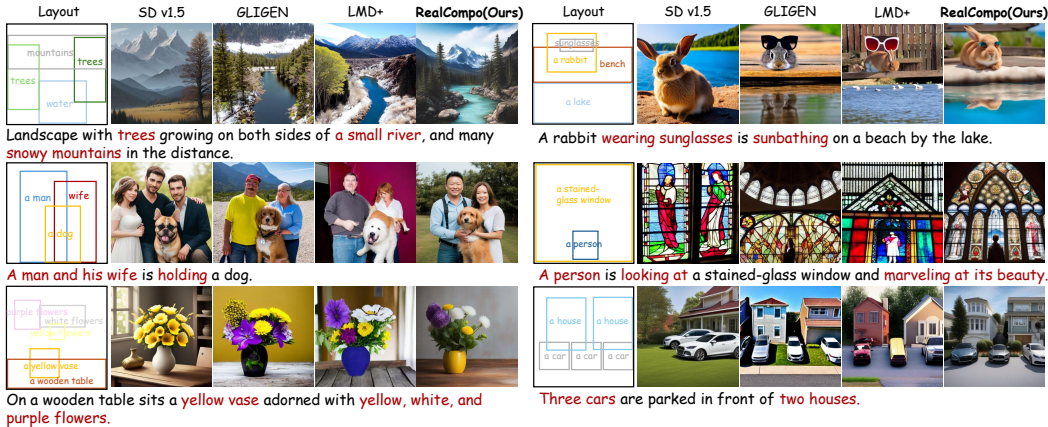 Layout SD v1.5 GLIGEN LMD+ RealCompo(Ours)
mountains
trees
trees
water
Landscape with trees growing on both sides of a small river, and many
snowy mountains in the distance.
a man
wife
a dog
A man and his wife is holding a dog.
purple flowers
white flowers
yellow flowers
a yellow vase
a wooden table
On a wooden table sits a yellow vase adorned with yellow, white, and
purple flowers.
Layout SD v1.5 GLIGEN LMD+ RealCompo(Ours)
sunglasses
a rabbit
bench
a lake
A rabbit wearing sunglasses is sunbathing on a beach by the lake.
a stained-
glass window
a person
A person is looking at a stained-glass window and marveling at its beauty.
a house a house
a car a car a car
Three cars are parked in front of two houses.